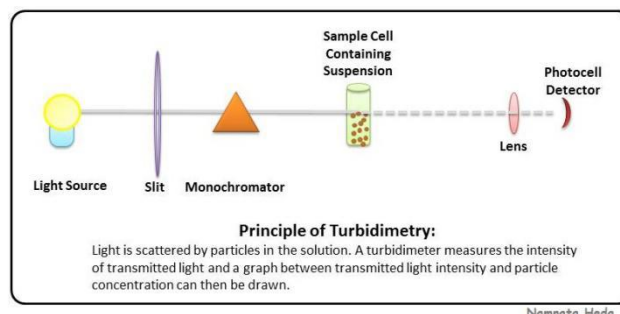 Sample Cell
Containing
Suspension
Photocell
Detector
Light Source
Slit
Monochromator
Lens
Principle of Turbidimetry:
Light is scattered by particles in the solution. A turbidimeter measures the intensity
of transmitted light and a graph between transmitted light intensity and particle
concentration can then be drawn.